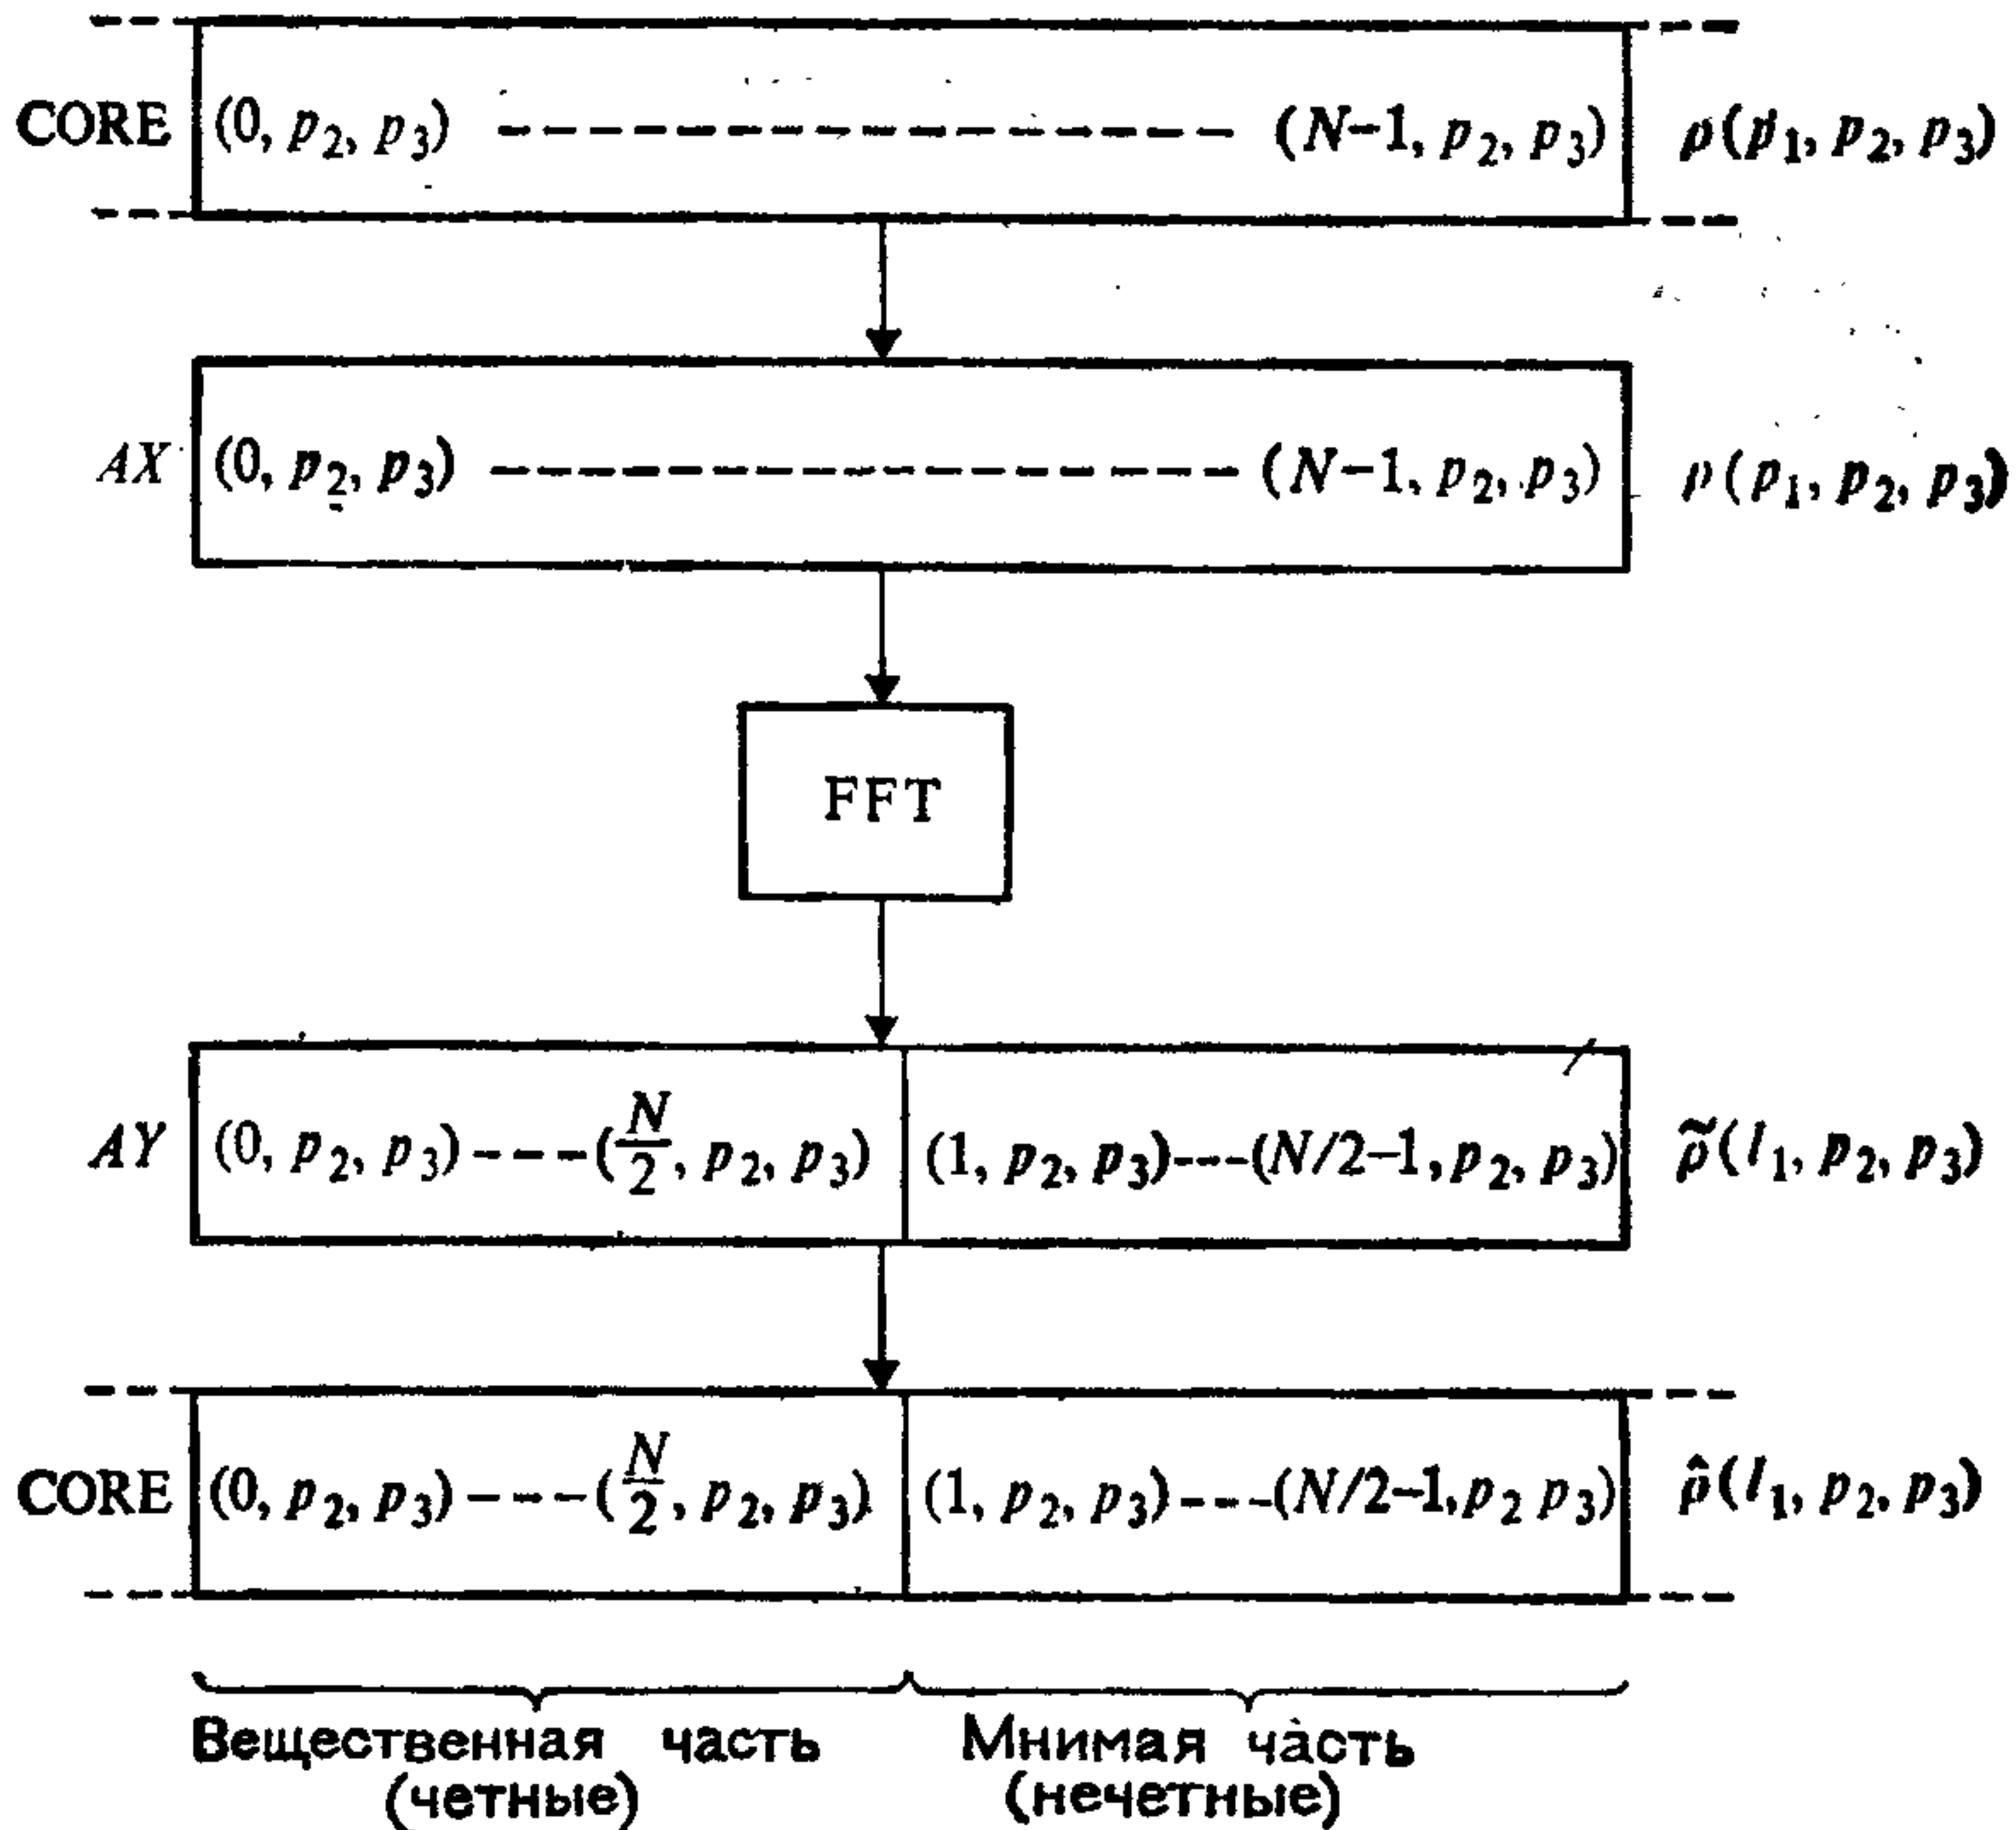 CORE (0, p₂, p₃) ------------- (N−1, p₂, p₃) ρ(p₁, p₂, p₃)
AX (0, p₂, p₃) ------------- (N−1, p₂, p₃) ρ(p₁, p₂, p₃)
FFT
AY (0, p₂, p₃)----(N/2, p₂, p₃) (1, p₂, p₃)----(N/2−1, p₂, p₃) ρ̃(l₁, p₂, p₃)
CORE (0, p₂, p₃)----(N/2, p₂, p₃) (1, p₂, p₃)----(N/2−1, p₂ p₃) ρ̂(l₁, p₂, p₃)
Вещественная часть Мнимая часть
(четные) (нечетные)